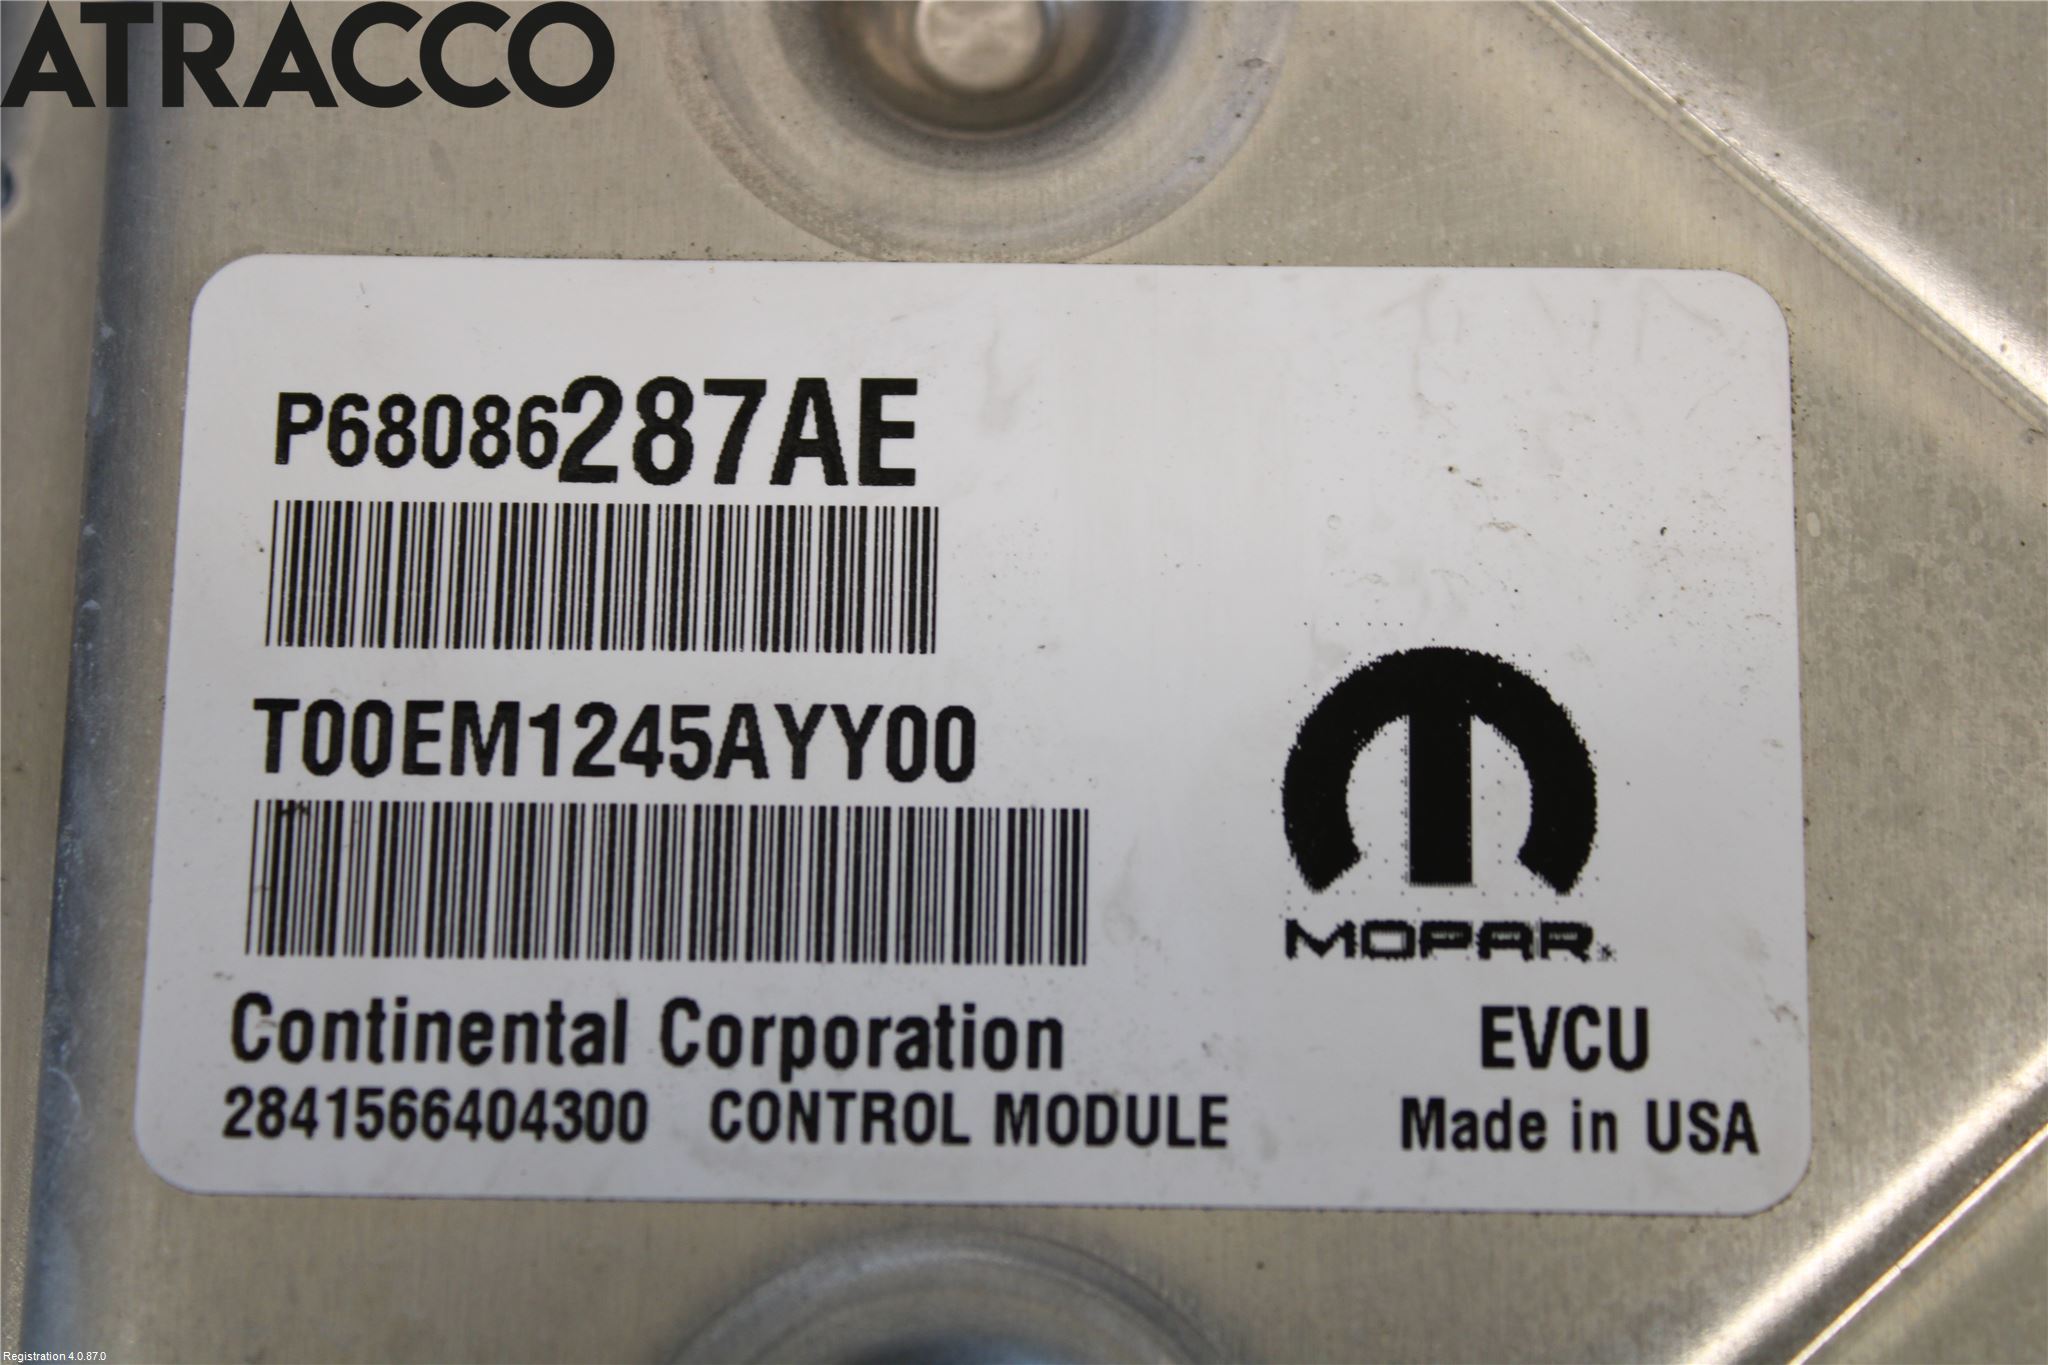 ATRACCO
P68086287AE
T00EM1245AYY00
MOPAR
Continental Corporation EVCU
2841566404300 CONTROL MODULE Made in USA
Registration 4.0.87.0